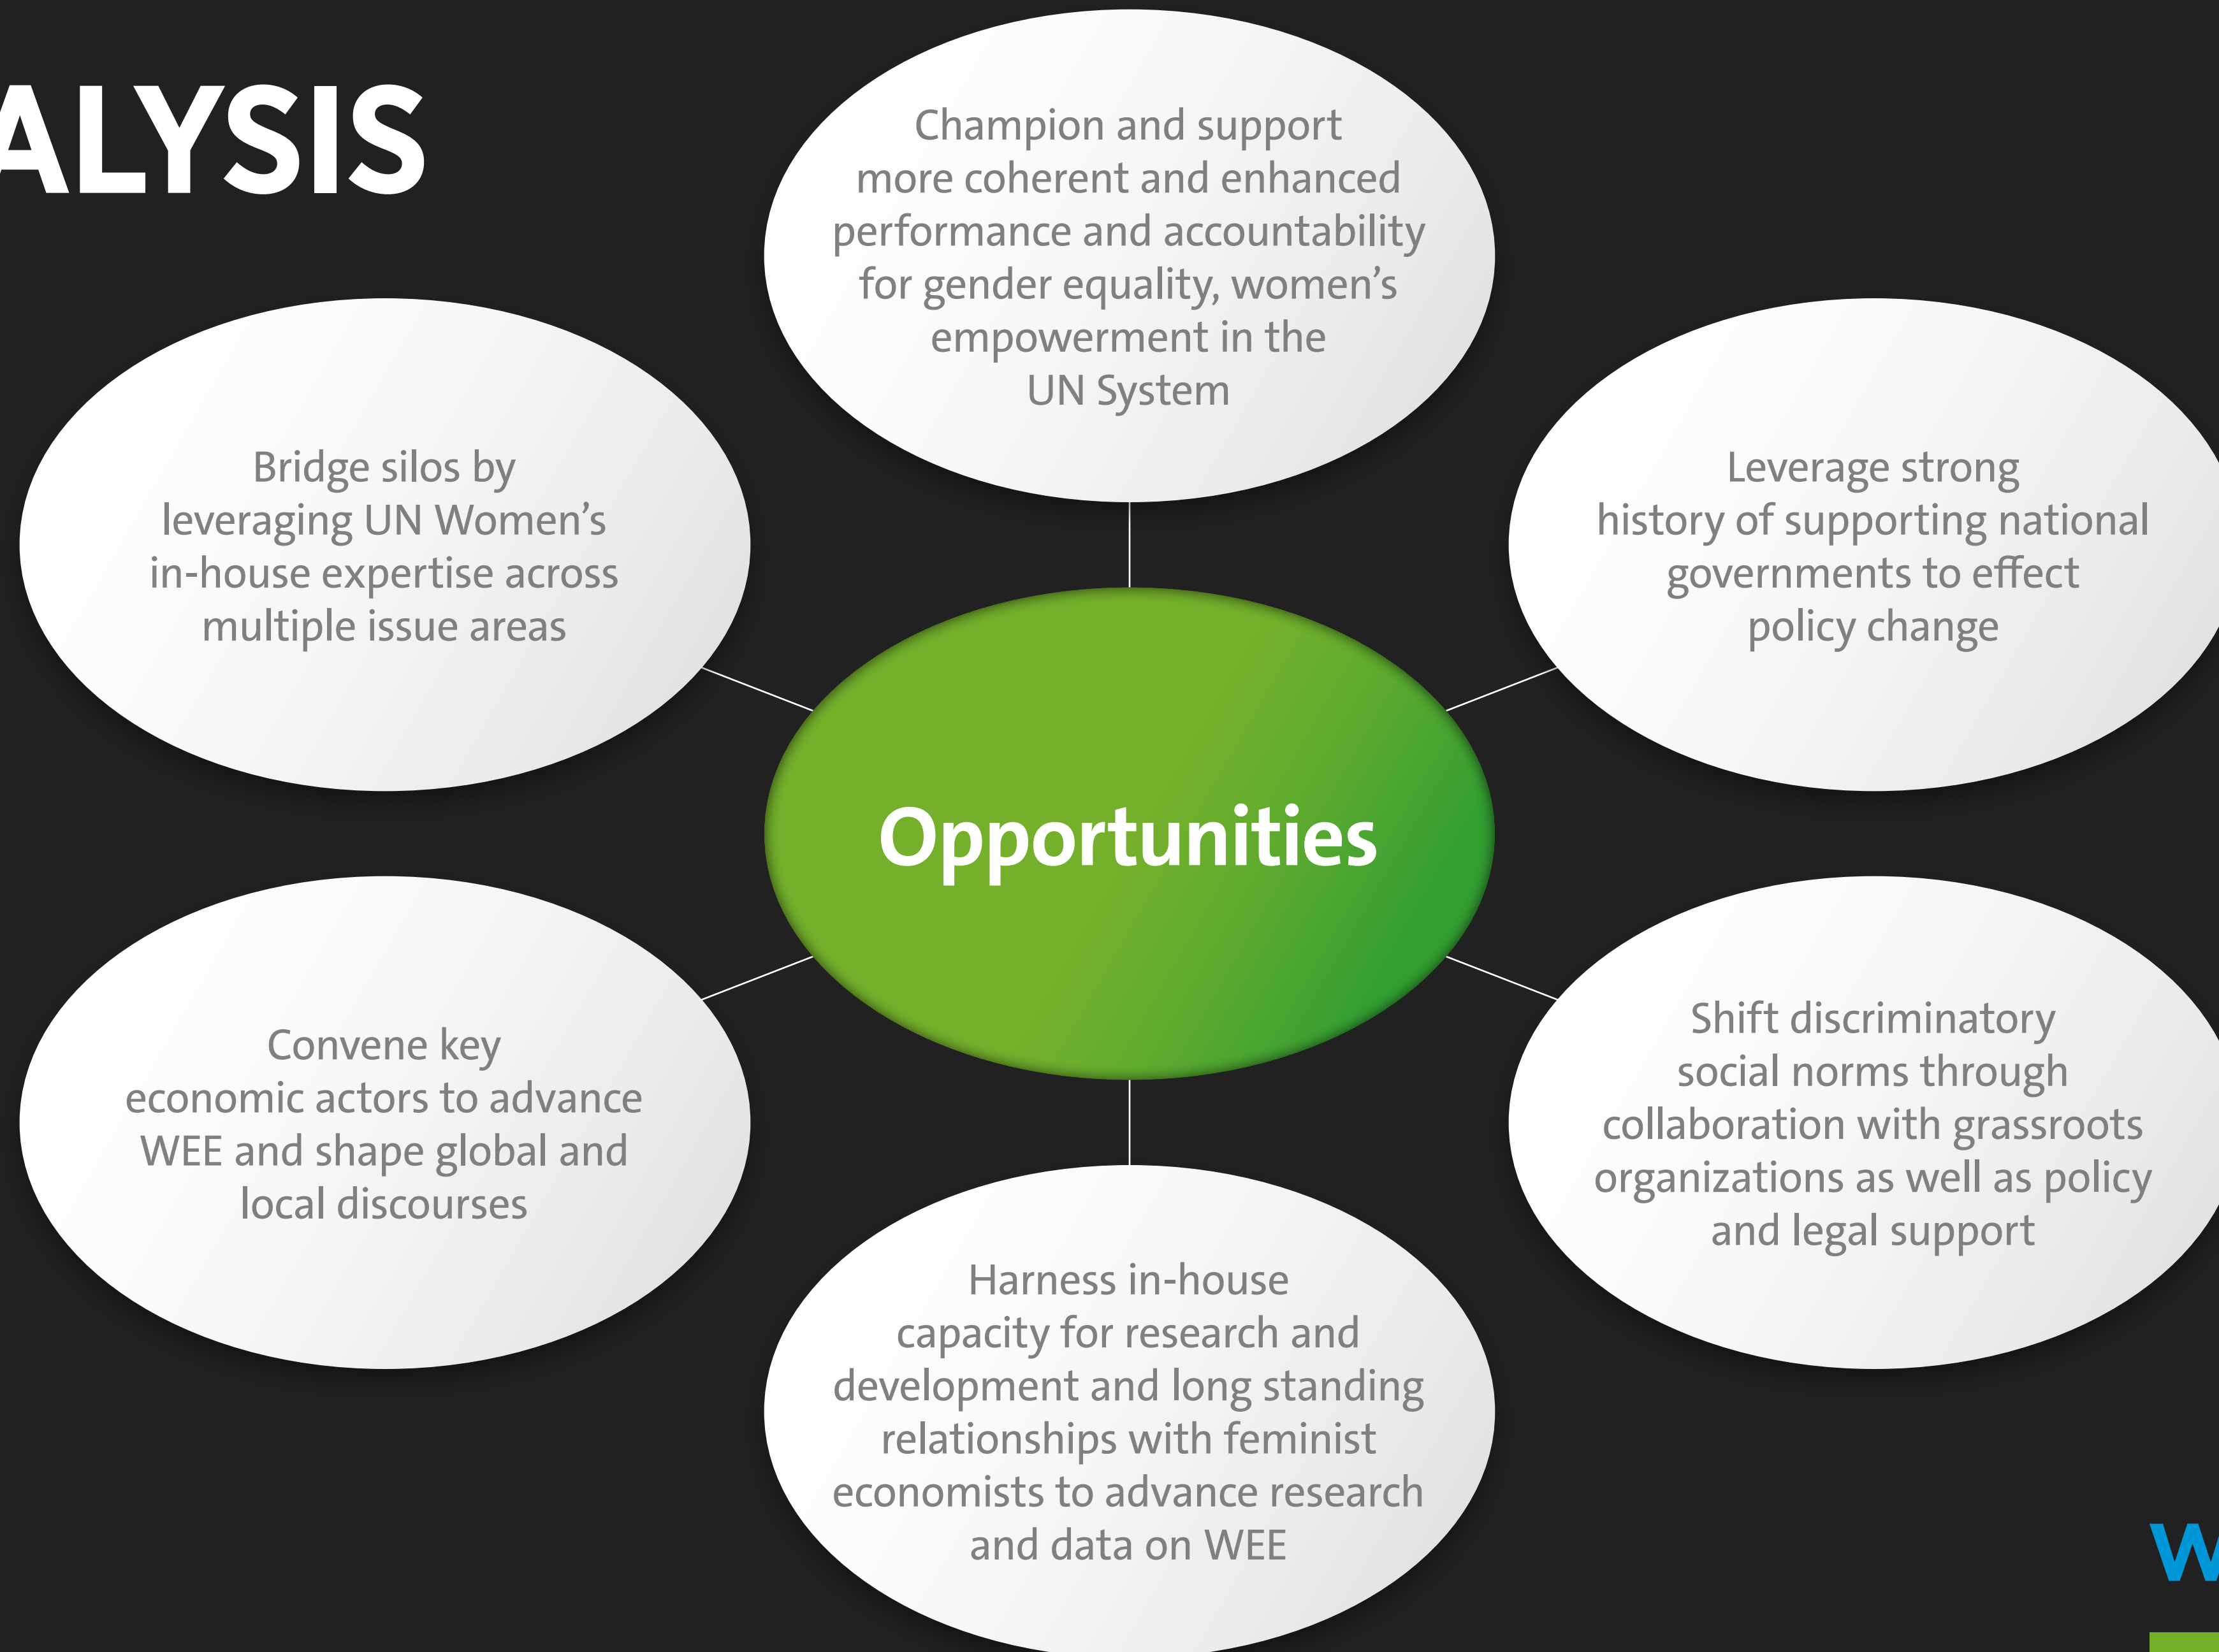 ALYSIS
Champion and support
more coherent and enhanced
performance and accountability
for gender equality, women’s
empowerment in the
UN System
Bridge silos by
leveraging UN Women’s
in-house expertise across
multiple issue areas
Leverage strong
history of supporting national
governments to effect
policy change
Opportunities
Convene key
economic actors to advance
WEE and shape global and
local discourses
Shift discriminatory
social norms through
collaboration with grassroots
organizations as well as policy
and legal support
Harness in-house
capacity for research and
development and long standing
relationships with feminist
economists to advance research
and data on WEE
W